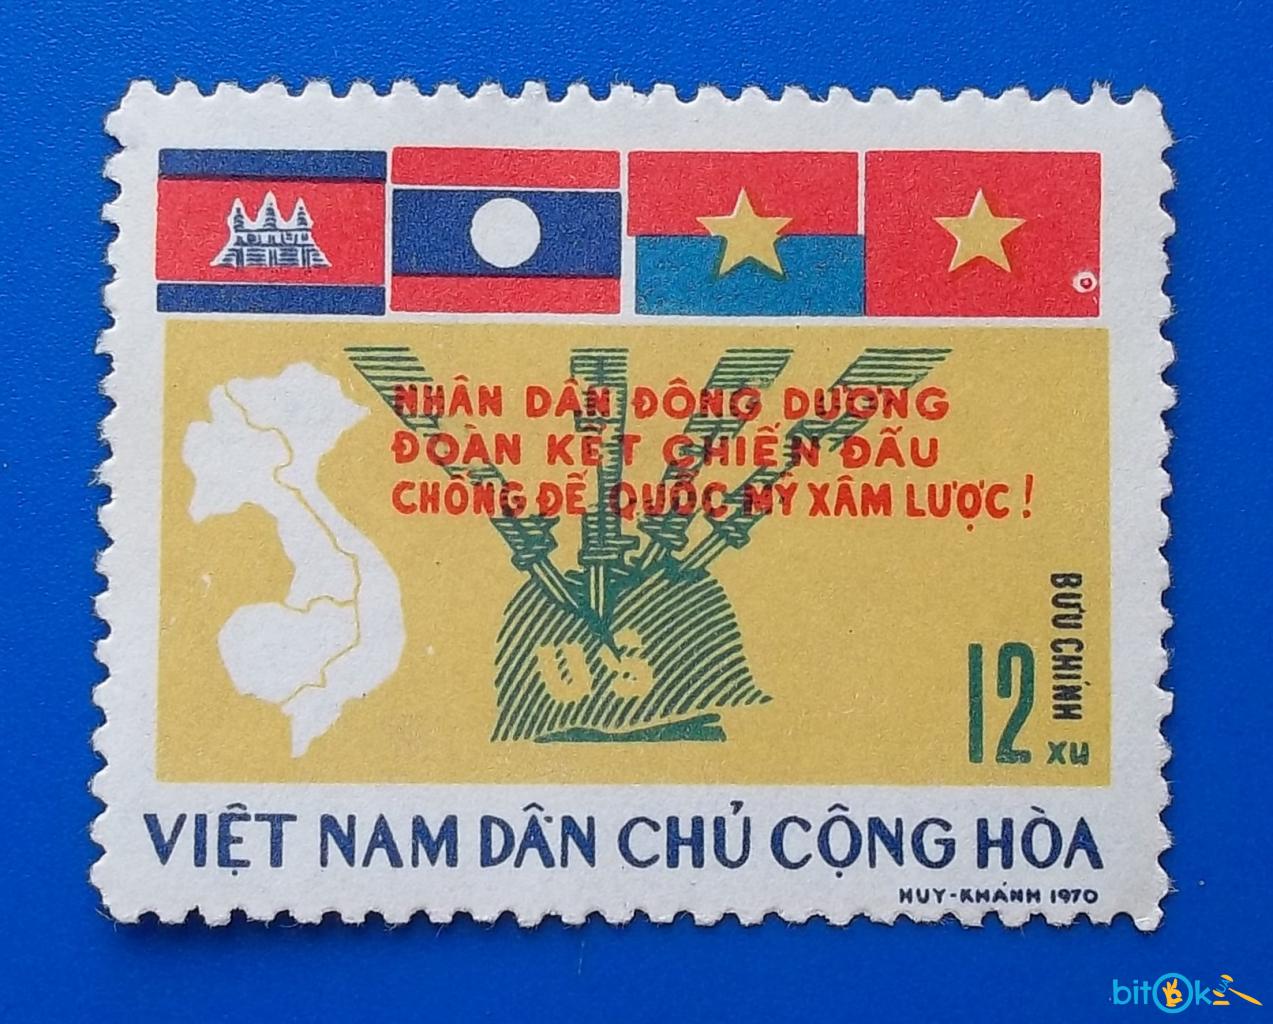 NHÂN DÂN ĐÔNG DƯƠNG
ĐOÀN KẾT CHIẾN ĐẤU
CHỐNG ĐẾ QUỐC MỸ XÂM LƯỢC!
US
BƯU CHÍNH
12 xu
VIỆT NAM DÂN CHỦ CỘNG HÒA
HUY-KHÁNH 1970
bitok